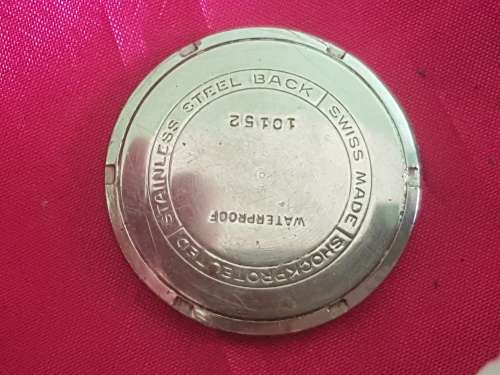 STAINLESS STEEL BACK
SWISS MADE
SHOCKPROTECTED
10152
WATERPROOF